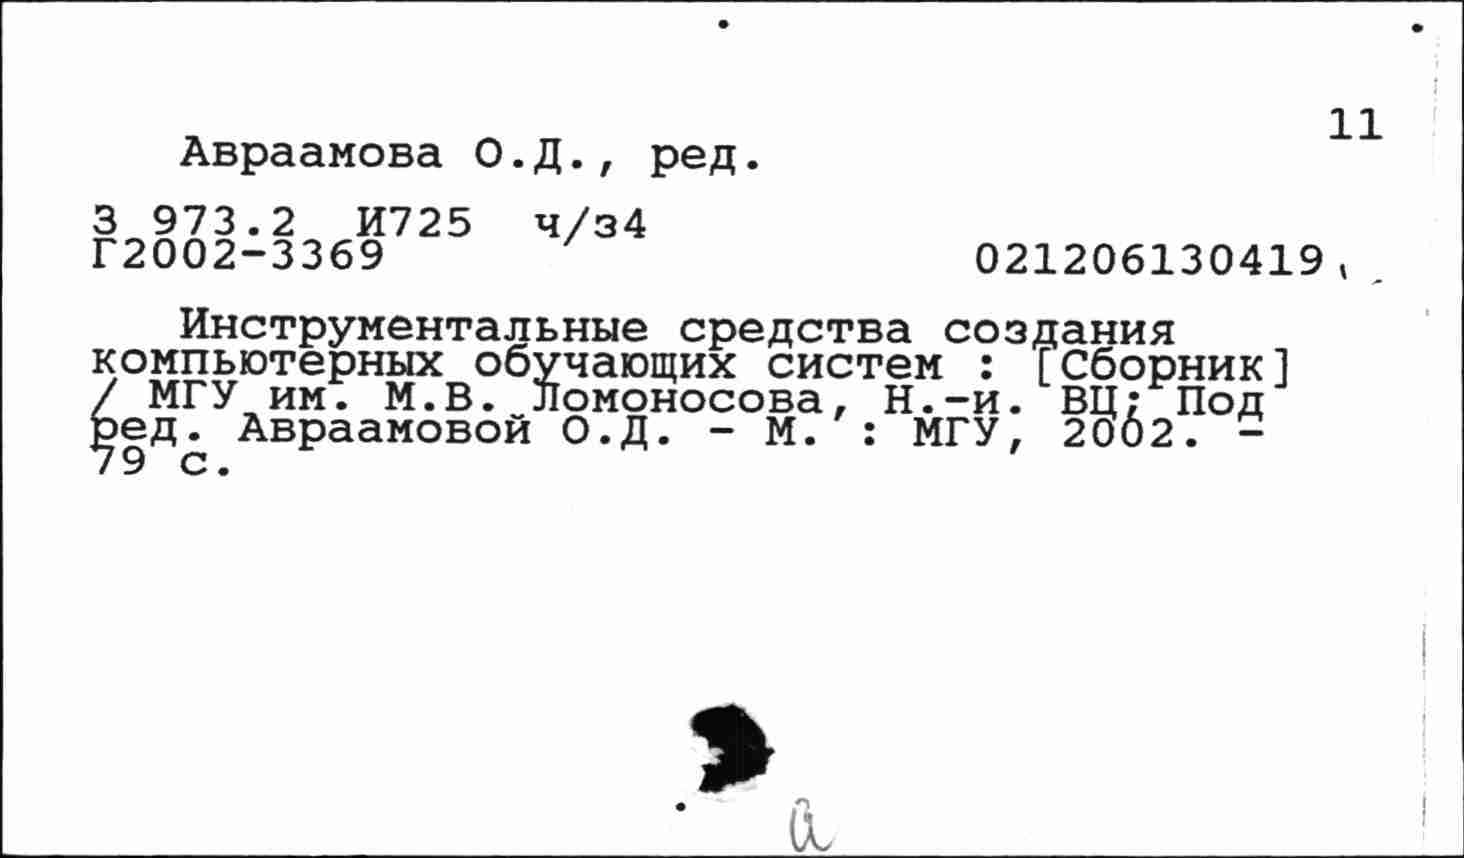 11
Авраамова О.Д., ред.
З 973.2 И725 ч/з4
Г2002-3369 021206130419
Инструментальные средства создания
компьютерных обучающих систем : [Сборник]
/ МГУ им. М.В. Ломоносова, Н.-и. ВЦ; Под
ред. Авраамовой О.Д. - М. : МГУ, 2002. -
79 с.
а